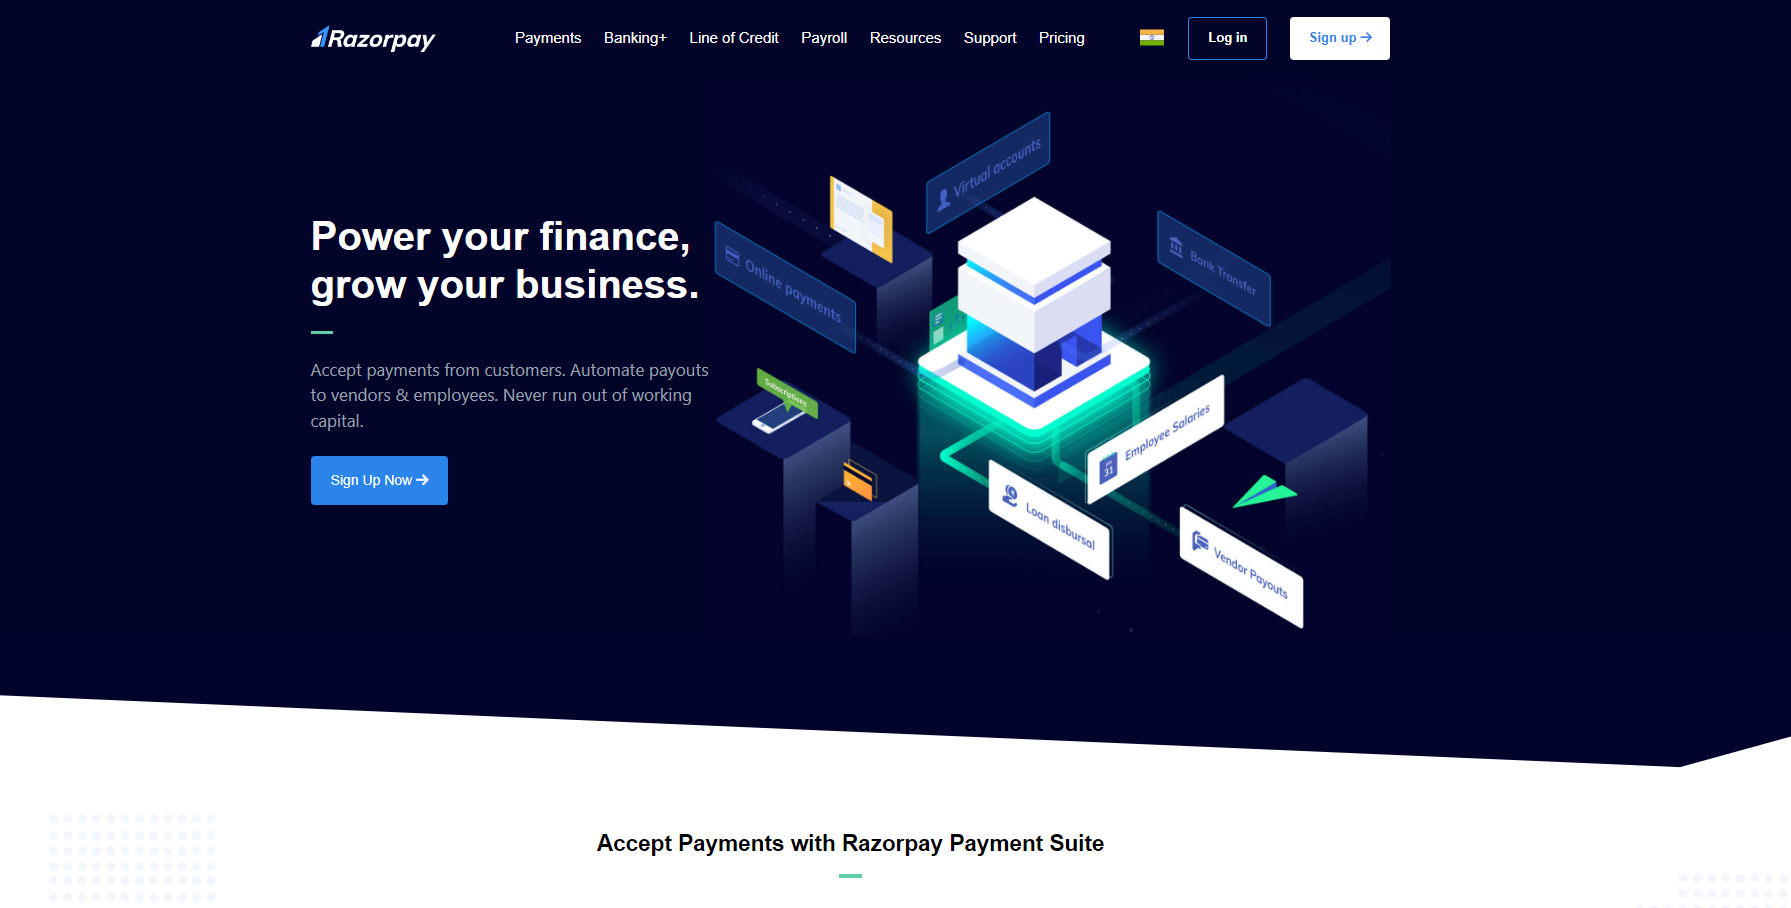 Razorpay
Payments
Banking+
Line of Credit
Payroll
Resources
Support
Pricing
Log in
Sign up
Power your finance,
grow your business.
Accept payments from customers. Automate payouts
to vendors & employees. Never run out of working
capital.
Sign Up Now
Virtual accounts
Online payments
Bank Transfer
Subscriptions
Employee Salaries
31
Loan disbursal
Vendor Payouts
Accept Payments with Razorpay Payment Suite